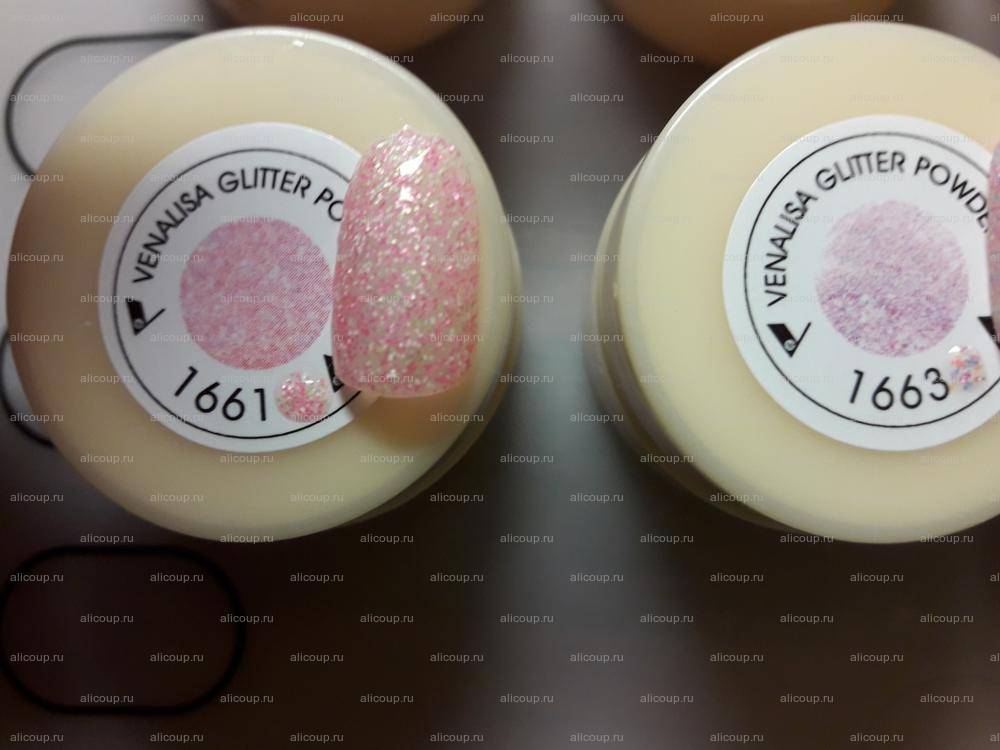 VENALISA GLITTER PO
1661
VENALISA GLITTER POWDE
1663
alicoup.ru